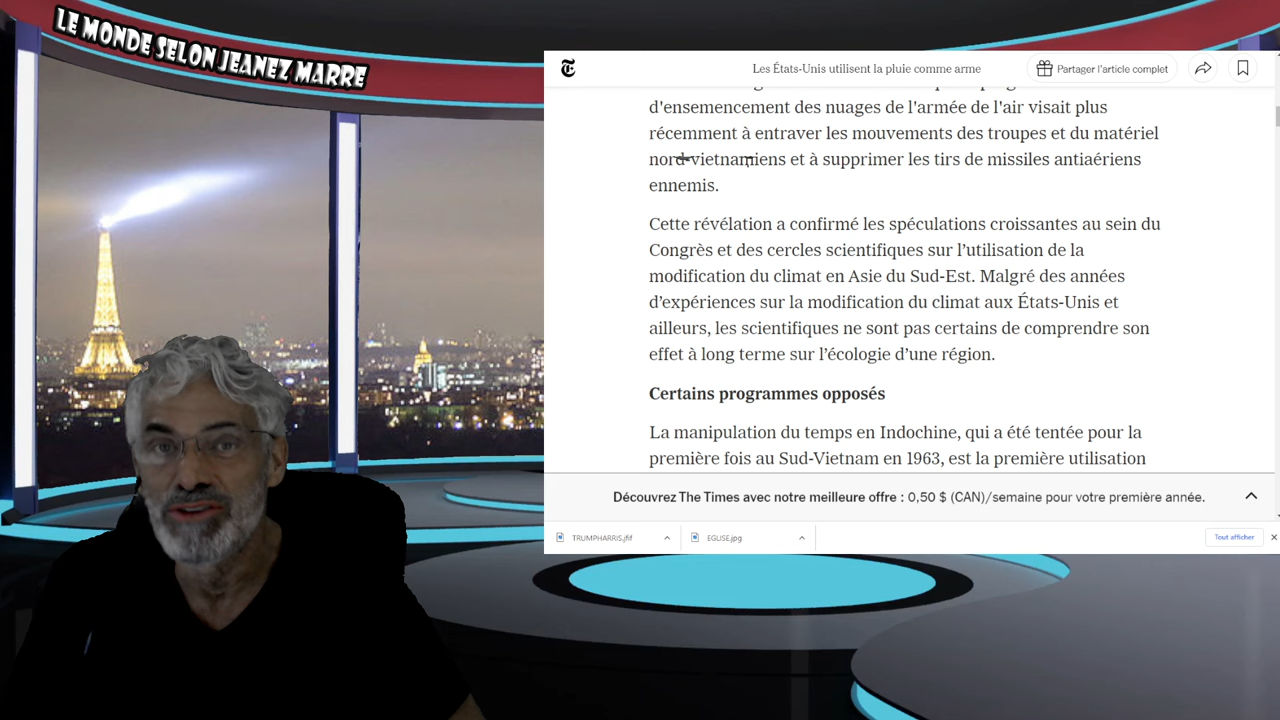 LE MONDE SELON JEANEZ MARRE
Les États-Unis utilisent la pluie comme arme
Partager l'article complet
d'ensemencement des nuages de l'armée de l'air visait plus
récemment à entraver les mouvements des troupes et du matériel
nord-vietnamiens et à supprimer les tirs de missiles antiaériens
ennemis.
Cette révélation a confirmé les spéculations croissantes au sein du
Congrès et des cercles scientifiques sur l’utilisation de la
modification du climat en Asie du Sud-Est. Malgré des années
d’expériences sur la modification du climat aux États-Unis et
ailleurs, les scientifiques ne sont pas certains de comprendre son
effet à long terme sur l’écologie d’une région.
Certains programmes opposés
La manipulation du temps en Indochine, qui a été tentée pour la
première fois au Sud-Vietnam en 1963, est la première utilisation
Découvrez The Times avec notre meilleure offre : 0,50 $ (CAN)/semaine pour votre première année.
TRUMPHARRIS.jfif
EGLISE.jpg
Tout afficher